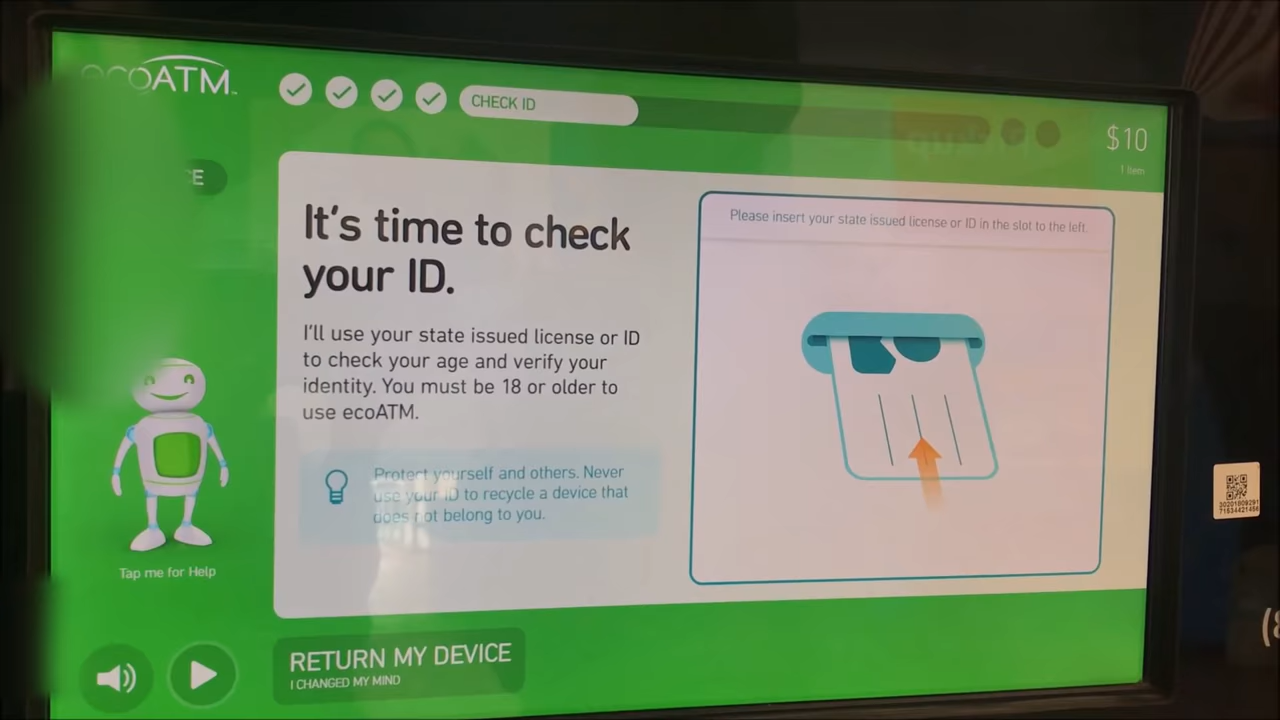 ecoATM
CHECK ID
$10
1 item
E
It's time to check
your ID.
I'll use your state issued license or ID
to check your age and verify your
identity. You must be 18 or older to
use ecoATM.
Protect yourself and others. Never
use your ID to recycle a device that
does not belong to you.
Please insert your state issued license or ID in the slot to the left.
Tap me for Help
RETURN MY DEVICE
I CHANGED MY MIND